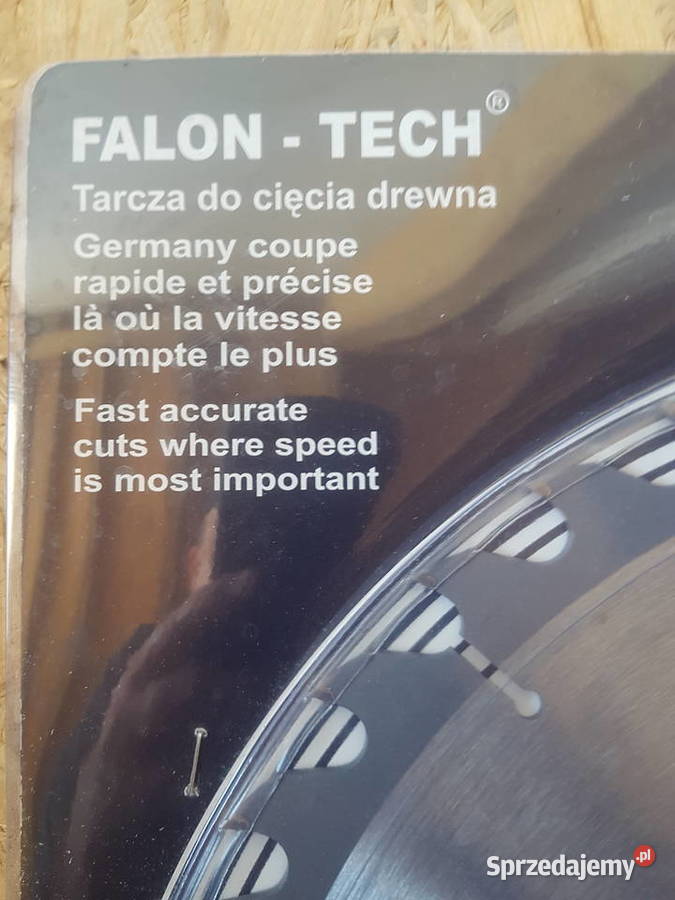 FALON - TECH®
Tarcza do cięcia drewna
Germany coupe
rapide et précise
là où la vitesse
compte le plus
Fast accurate
cuts where speed
is most important
Sprzedajemy.pl